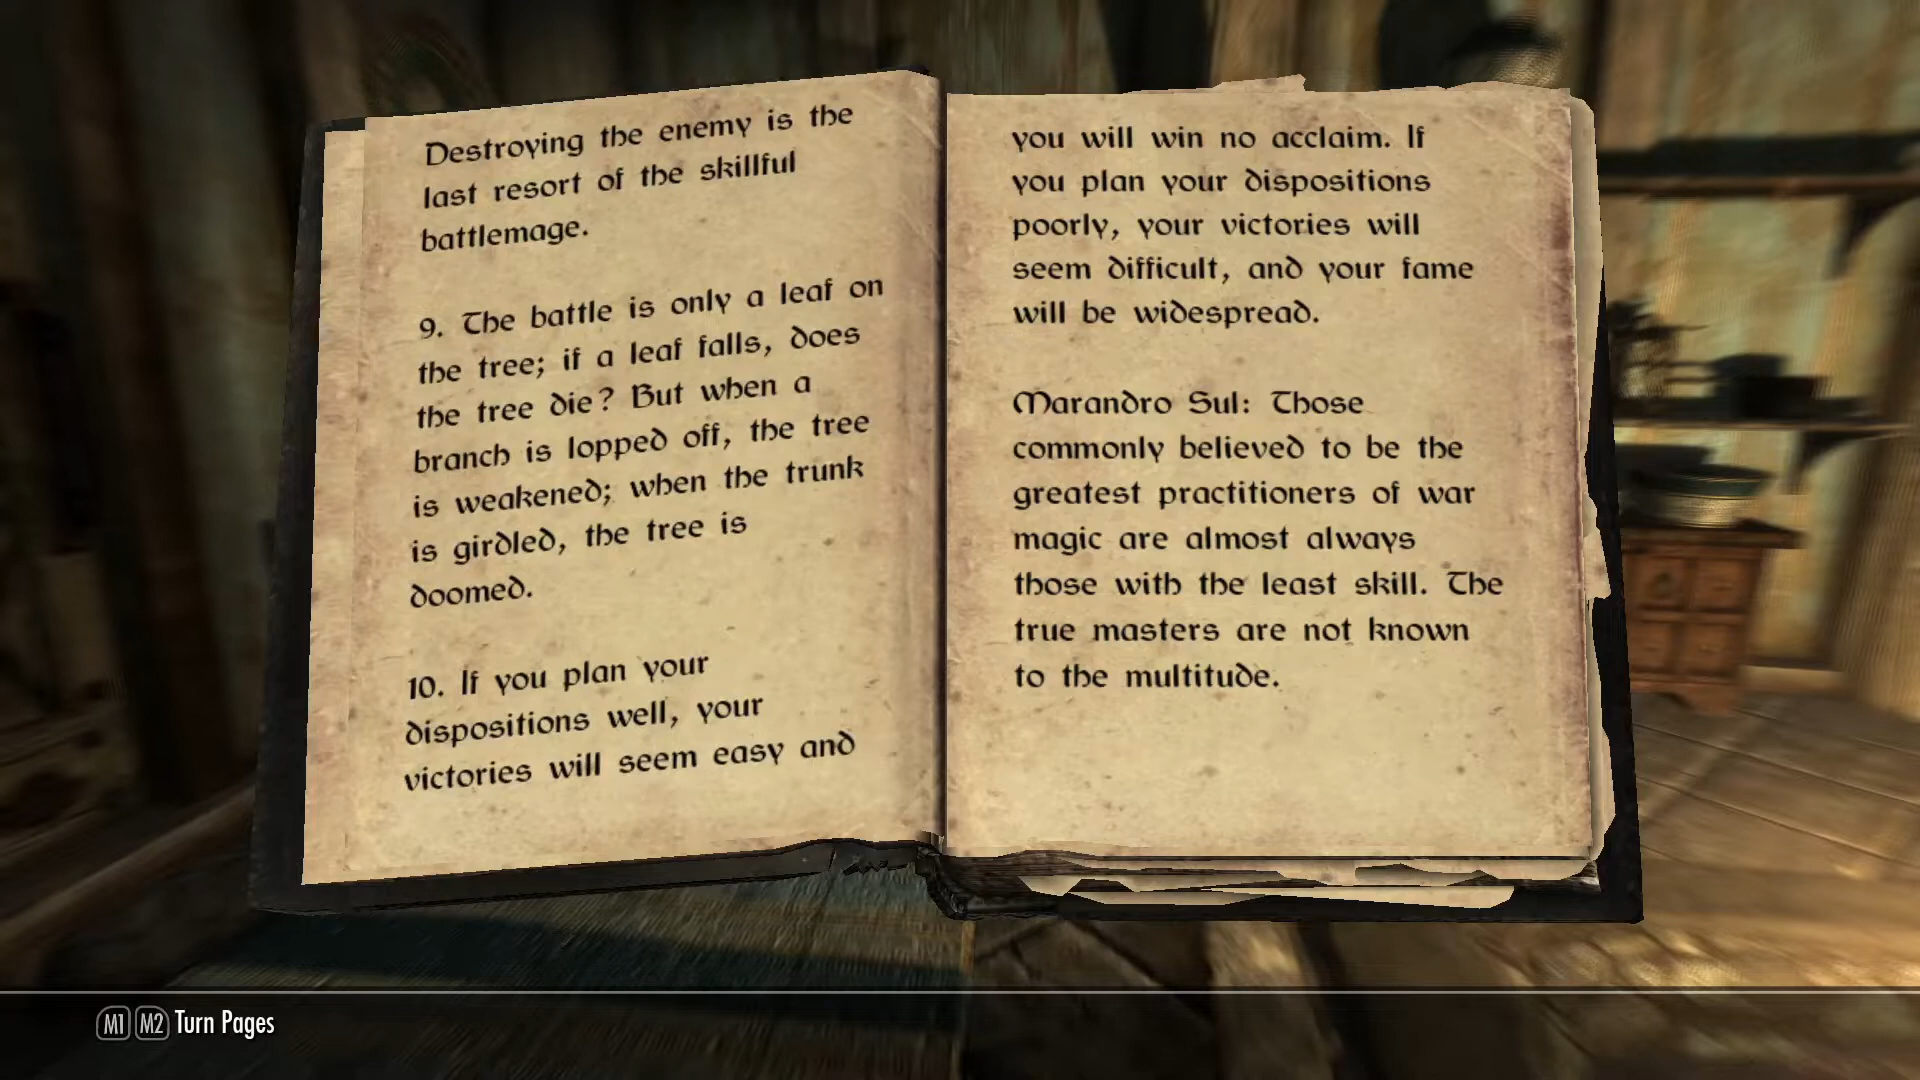 Destroying the enemy is the
last resort of the skillful
battlemage.
9. The battle is only a leaf on
the tree; if a leaf falls, does
the tree die? But when a
branch is lopped off, the tree
is weakened; when the trunk
is girdled, the tree is
doomed.
10. If you plan your
dispositions well, your
victories will seem easy and
you will win no acclaim. If
you plan your dispositions
poorly, your victories will
seem difficult, and your fame
will be widespread.
Marandro Sul: Those
commonly believed to be the
greatest practitioners of war
magic are almost always
those with the least skill. The
true masters are not known
to the multitude.
M1 M2 Turn Pages